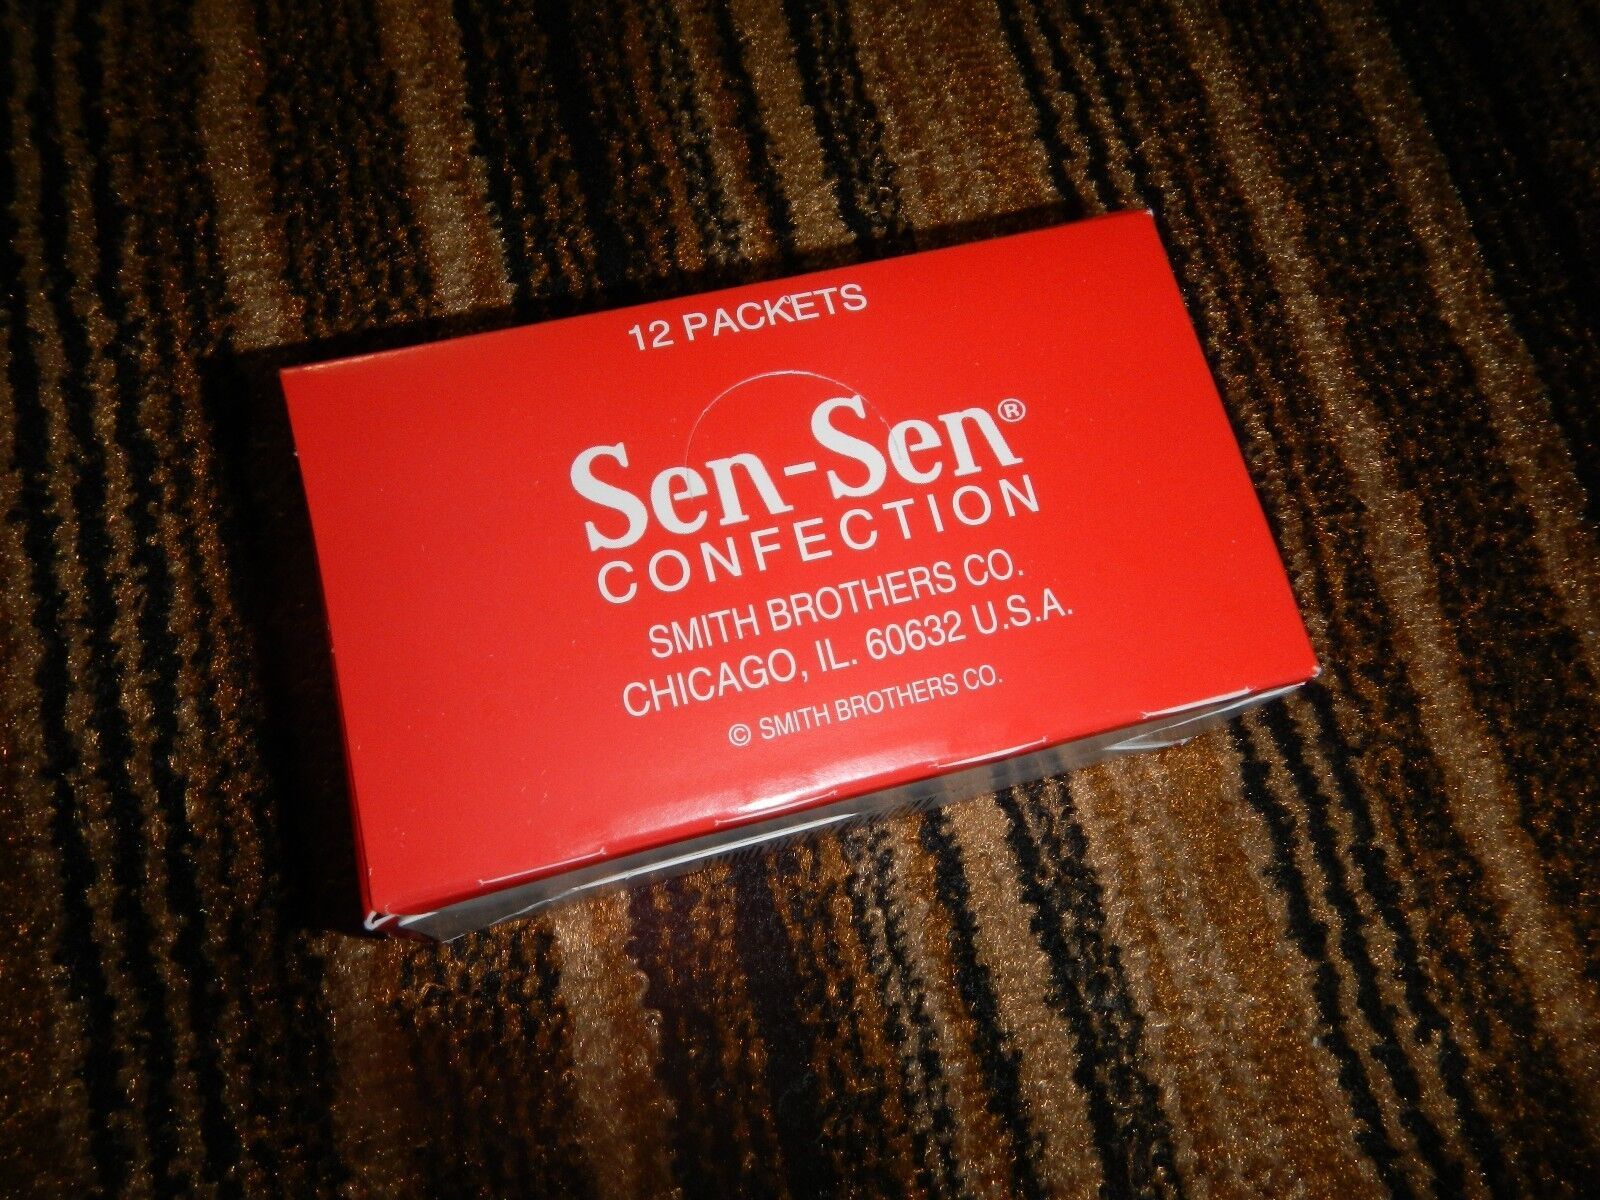 12 PACKETS
Sen-Sen®
CONFECTION
SMITH BROTHERS CO.
CHICAGO, IL. 60632 U.S.A.
© SMITH BROTHERS CO.